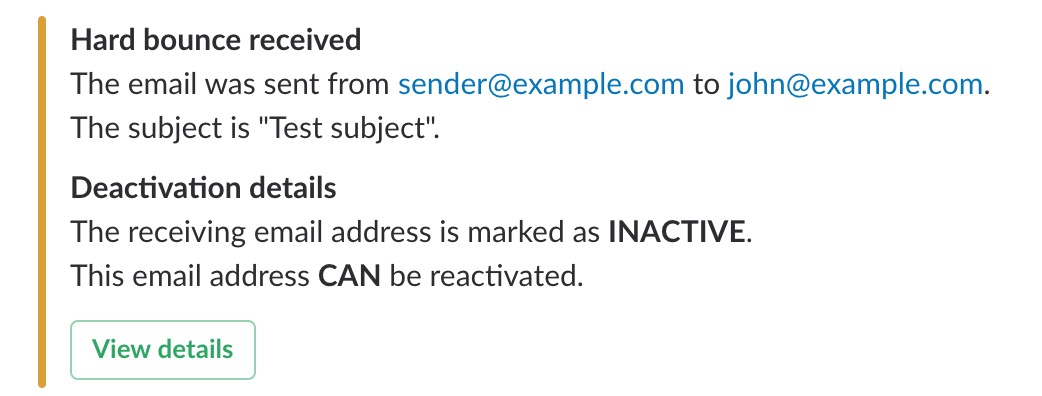 Hard bounce received
The email was sent from sender@example.com to john@example.com.
The subject is "Test subject".
Deactivation details
The receiving email address is marked as INACTIVE.
This email address CAN be reactivated.
View details